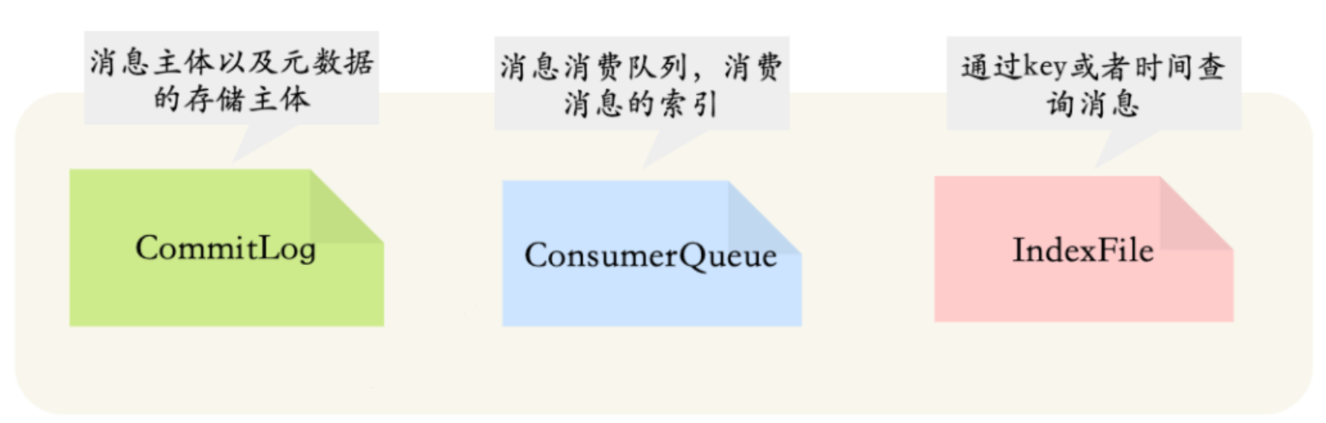 消息主体以及元数据
的存储主体
CommitLog
消息消费队列，消费
消息的索引
ConsumerQueue
通过key或者时间查
询消息
IndexFile